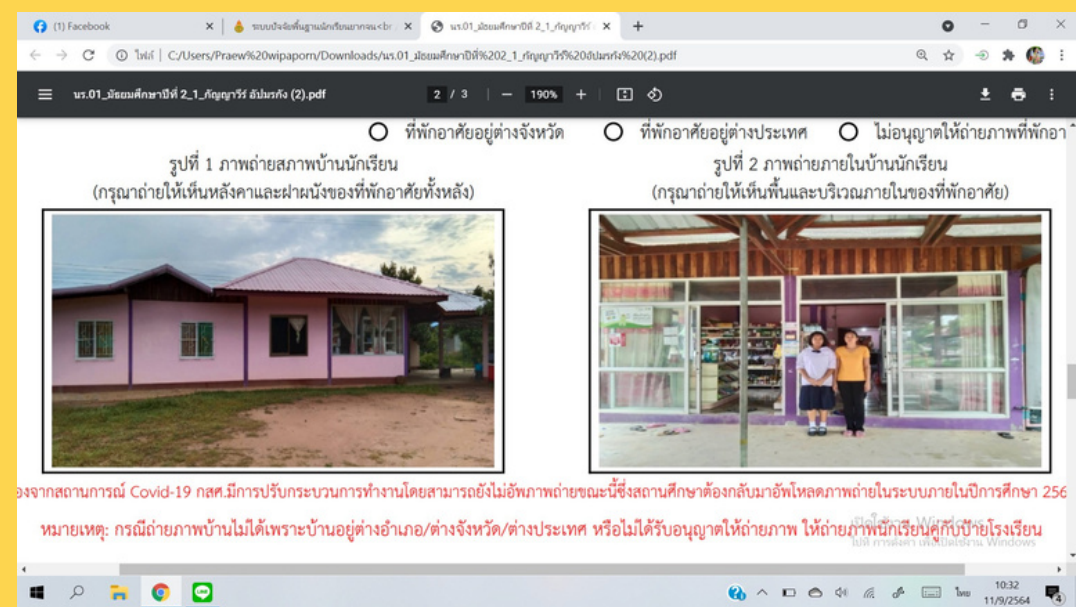 (1) Facebook
ระบบปัจจัยพื้นฐานนักเรียนยากจน<br
นร.01_มัธยมศึกษาปีที่ 2_1_กัญญาวีร์
ไฟล์ | C:/Users/Praew%20wipaporn/Downloads/นร.01_มัธยมศึกษาปีที่%202_1_กัญญาวีร์%20อัปมรกัง%20(2).pdf
นร.01_มัธยมศึกษาปีที่ 2_1_กัญญาวีร์ อัปมรกัง (2).pdf
2 / 3
190%
ที่พักอาศัยอยู่ต่างจังหวัด ที่พักอาศัยอยู่ต่างประเทศ ไม่อนุญาตให้ถ่ายภาพที่พักอา
รูปที่ 1 ภาพถ่ายสภาพบ้านนักเรียน
(กรุณาถ่ายให้เห็นหลังคาและฝาผนังของที่พักอาศัยทั้งหลัง)
รูปที่ 2 ภาพถ่ายภายในบ้านนักเรียน
(กรุณาถ่ายให้เห็นพื้นและบริเวณภายในของที่พักอาศัย)
องจากสถานการณ์ Covid-19 กสศ.มีการปรับกระบวนการทำงานโดยสามารถยังไม่อัพภาพถ่ายขณะนี้ซึ่งสถานศึกษาต้องกลับมาอัพโหลดภาพถ่ายในระบบภายในปีการศึกษา 256
หมายเหตุ: กรณีถ่ายภาพบ้านไม่ได้เพราะบ้านอยู่ต่างอำเภอ/ต่างจังหวัด/ต่างประเทศ หรือไม่ได้รับอนุญาตให้ถ่ายภาพ ให้ถ่ายภาพนักเรียนคู่กับป้ายโรงเรียน
เปิดใช้งาน Windows
ไปที่ การตั้งค่า เพื่อเปิดใช้งาน Windows
LINE
ไทย
10:32
11/9/2564
4